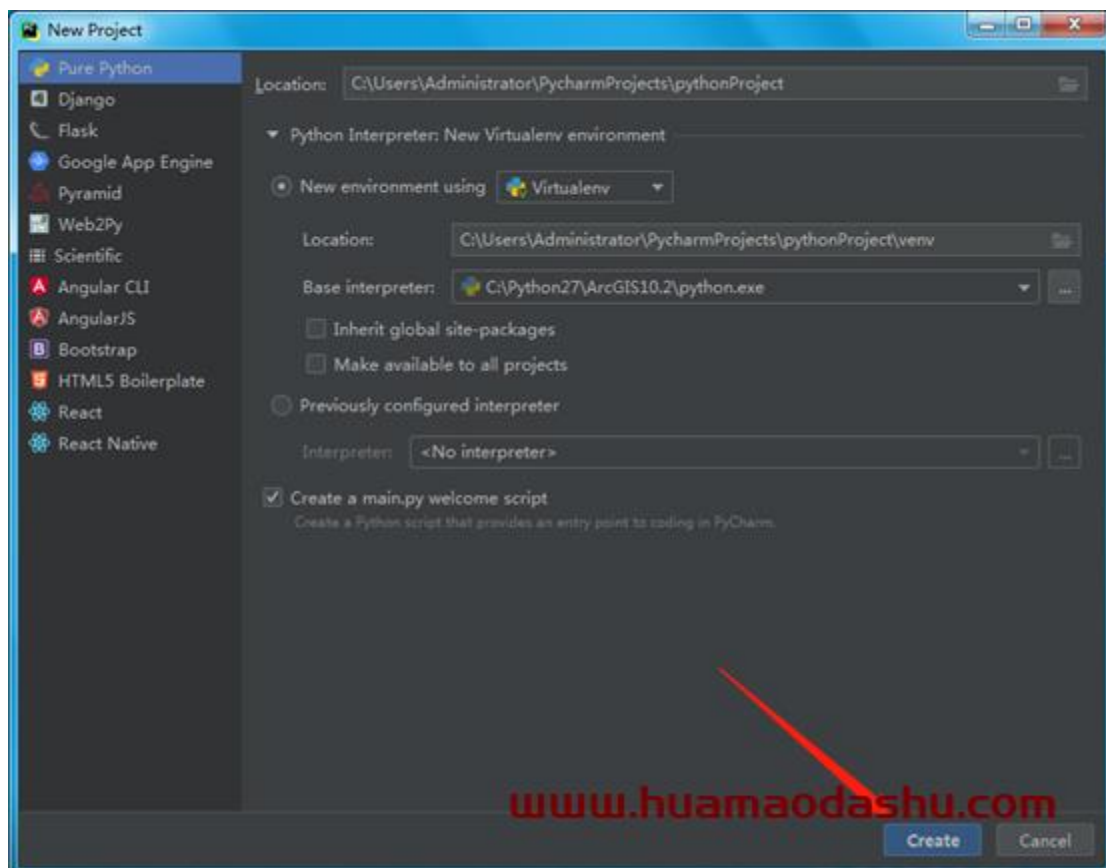 New Project
Pure Python
Django
Flask
Google App Engine
Pyramid
Web2Py
Scientific
Angular CLI
AngularJS
Bootstrap
HTML5 Boilerplate
React
React Native
Location: C:\Users\Administrator\PycharmProjects\pythonProject
Python Interpreter: New Virtualenv environment
New environment using Virtualenv
Location: C:\Users\Administrator\PycharmProjects\pythonProject\venv
Base interpreter: C:\Python27\ArcGIS10.2\python.exe ...
Inherit global site-packages
Make available to all projects
Previously configured interpreter
Interpreter: <No interpreter> ...
Create a main.py welcome script
Create a Python script that provides an entry point to coding in PyCharm.
www.huamaodashu.com
Create Cancel